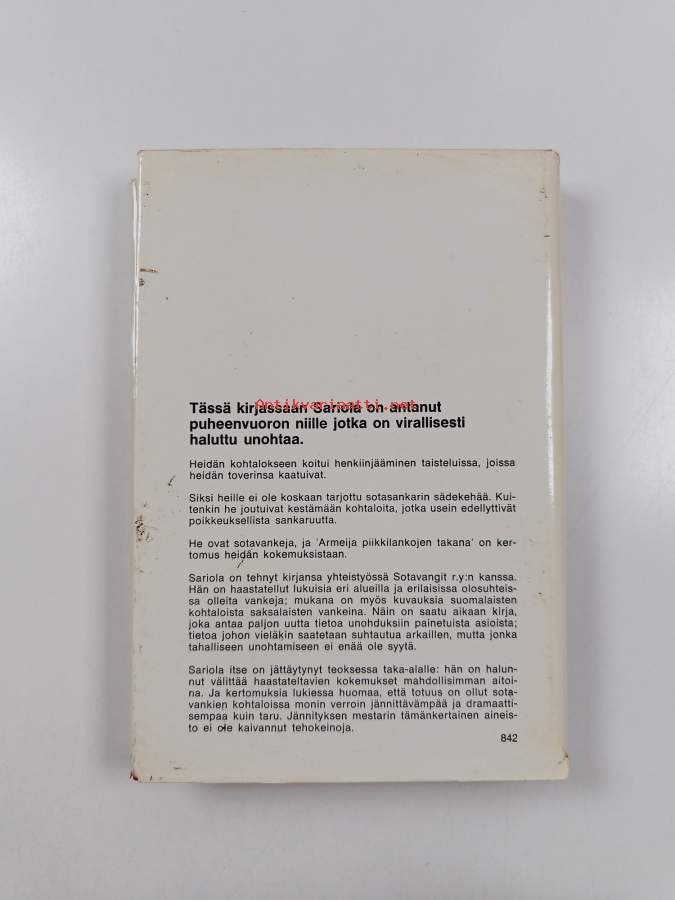 Tässä kirjassaan Sariola on antanut
Antikvariaatti.net
puheenvuoron niille jotka on virallisesti
haluttu unohtaa.
Heidän kohtalokseen koitui henkiinjääminen taisteluissa, joissa
heidän toverinsa kaatuivat.
Siksi heille ei ole koskaan tarjottu sotasankarin sädekehää. Kui-
tenkin he joutuivat kestämään kohtaloita, jotka usein edellyttivät
poikkeuksellista sankaruutta.
He ovat sotavankeja, ja 'Armeija piikkilankojen takana' on ker-
tomus heidän kokemuksistaan.
Sariola on tehnyt kirjansa yhteistyössä Sotavangit r.y:n kanssa.
Hän on haastatellut lukuisia eri alueilla ja erilaisissa olosuhteis-
sa olleita vankeja; mukana on myös kuvauksia suomalaisten
kohtaloista saksalaisten vankeina. Näin on saatu aikaan kirja,
joka antaa paljon uutta tietoa unohduksiin painetuista asioista;
tietoa johon vieläkin saatetaan suhtautua arkaillen, mutta jonka
tahalliseen unohtamiseen ei enää ole syytä.
Sariola itse on jättäytynyt teoksessa taka-alalle: hän on halun-
nut välittää haastateltavien kokemukset mahdollisimman aitoi-
na. Ja kertomuksia lukiessa huomaa, että totuus on ollut sota-
vankien kohtaloissa monin verroin jännittävämpää ja dramaatti-
sempaa kuin taru. Jännityksen mestarin tämänkertainen aineis-
to ei ole kaivannut tehokeinoja.
842